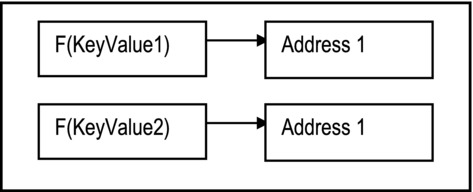 F(KeyValue1) Address 1
F(KeyValue2) Address 1